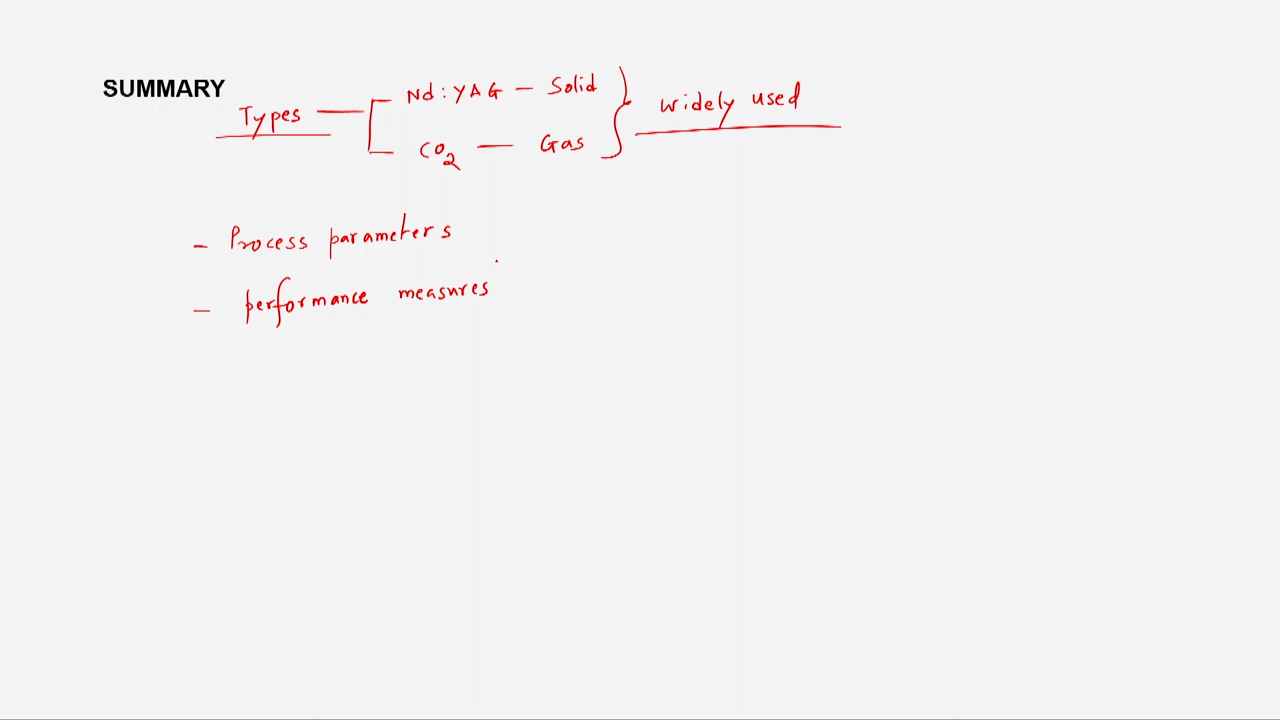 SUMMARY
Types — Nd:YAG — Solid
CO2 — Gas
widely used
- Process parameters
- performance measures